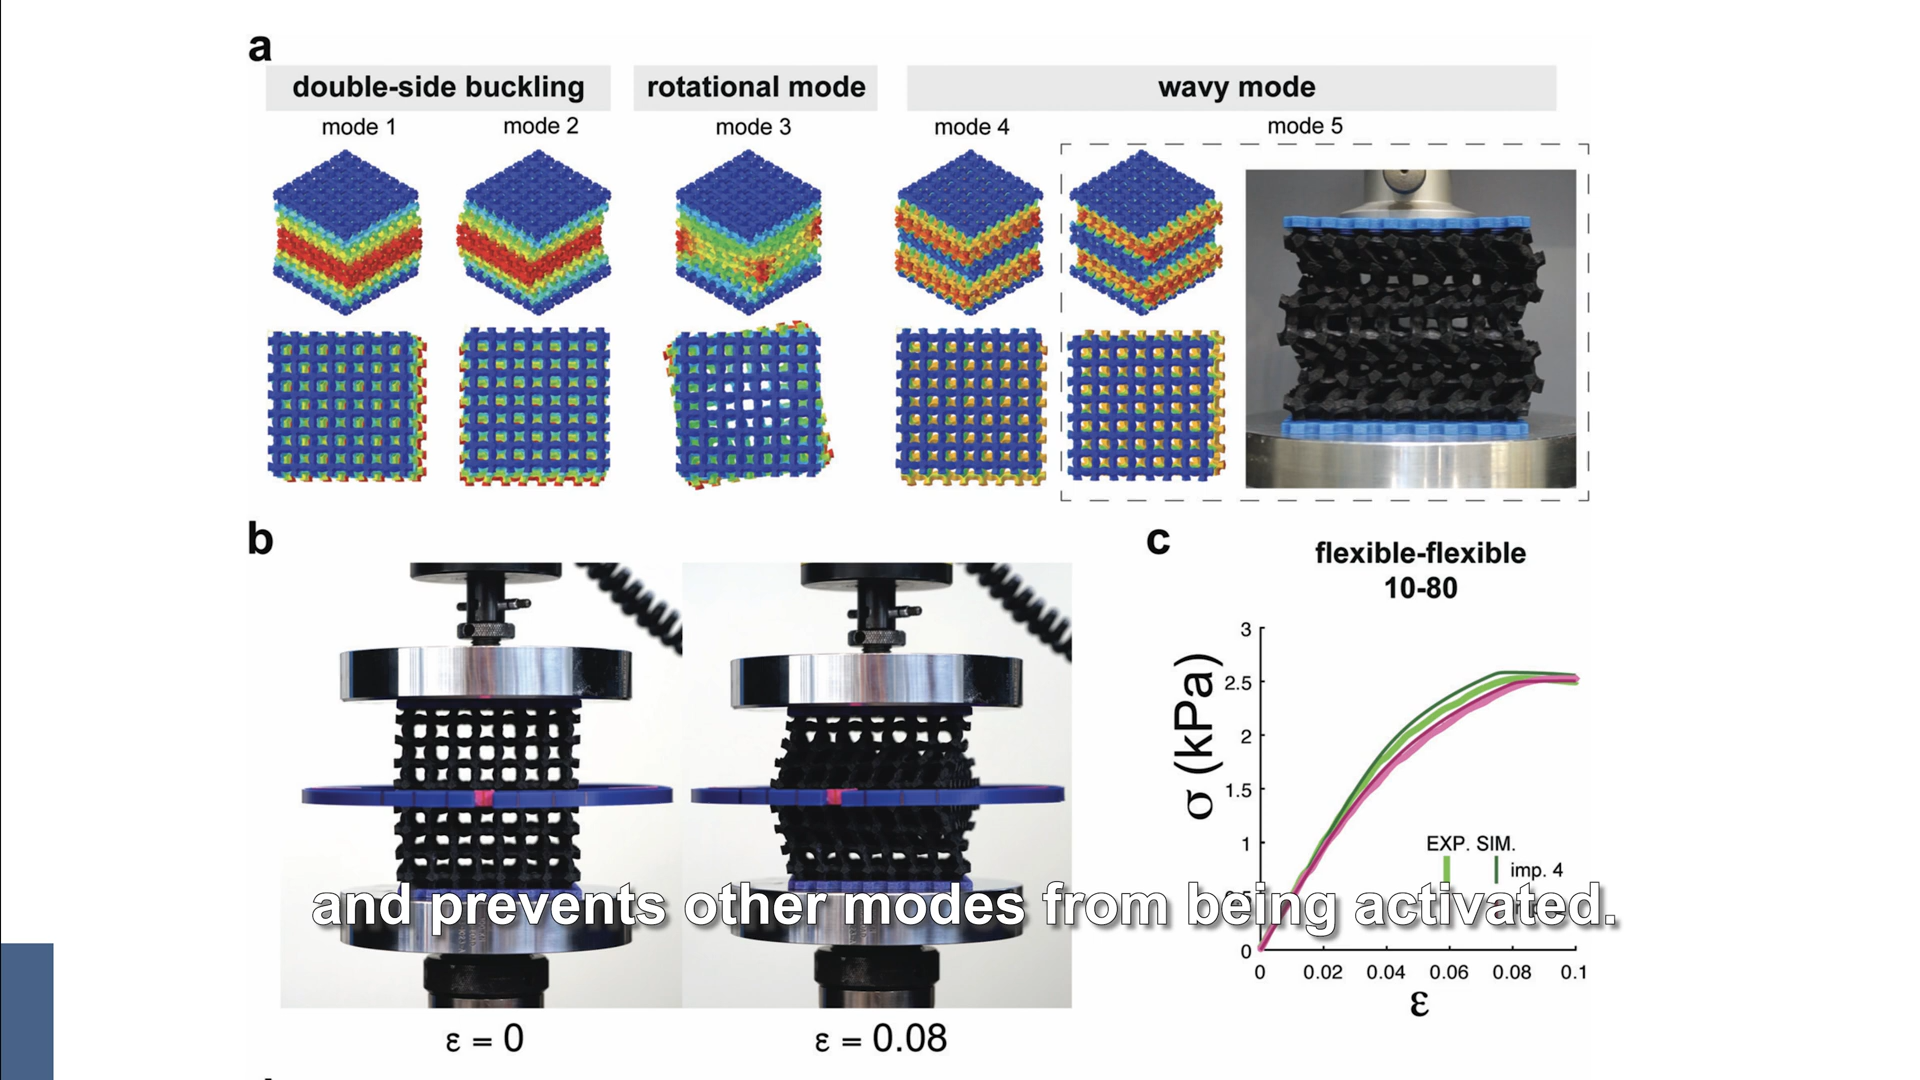 a
double-side buckling
rotational mode
wavy mode
mode 1
mode 2
mode 3
mode 4
mode 5
b
c
flexible-flexible
10-80
3
2.5
2
1.5
1
0
σ (kPa)
EXP. SIM.
imp. 4
0 0.02 0.04 0.06 0.08 0.1
ε
ε = 0
ε = 0.08
and prevents other modes from being activated.